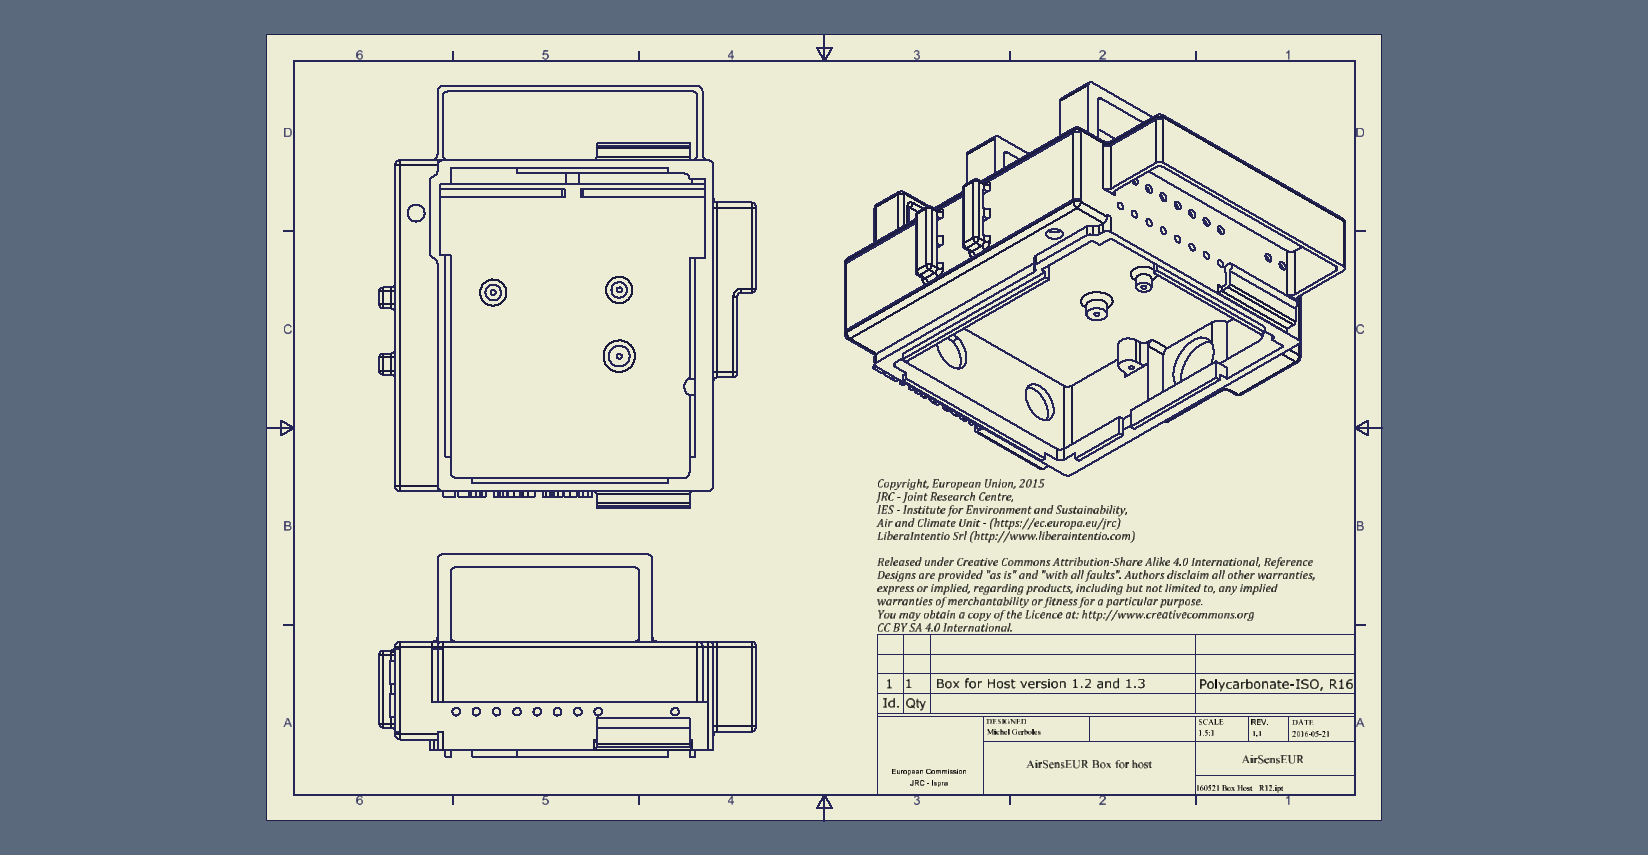 6 5 4 3 2 1
D D
C C
B B
A A
Copyright, European Union, 2015
JRC - Joint Research Centre,
IES - Institute for Environment and Sustainability,
Air and Climate Unit - (https://ec.europa.eu/jrc)
LiberaIntentio Srl (http://www.liberaintentio.com)
Released under Creative Commons Attribution-Share Alike 4.0 International, Reference
Designs are provided "as is" and "with all faults". Authors disclaim all other warranties,
express or implied, regarding products, including but not limited to, any implied
warranties of merchantability or fitness for a particular purpose.
You may obtain a copy of the Licence at: http://www.creativecommons.org
CC BY SA 4.0 International.
1 1 Box for Host version 1.2 and 1.3 Polycarbonate-ISO, R16
Id. Qty
DESIGNED SCALE REV. DATE
Michel Gerboles 1.5:1 1,1 2016-05-21
AirSensEUR Box for host AirSensEUR
European Commission
JRC - Ispra
160521 Box Host R12.ipt
6 5 4 3 2 1